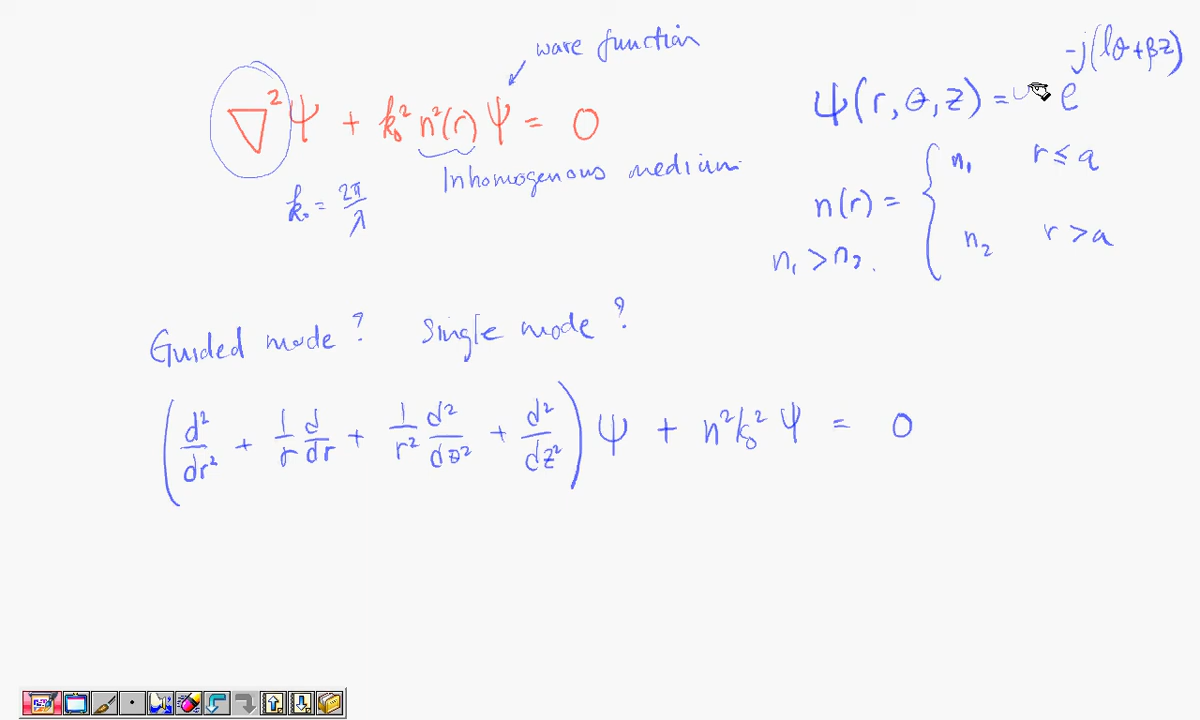 ware function
∇²Ψ + k₀² n²(r) Ψ = 0
k₀ = 2π/λ
Inhomogenous medium
Ψ(r, θ, z) = e^{-j(lθ+βz)}
n(r) = { n₁ r ≤ a
n₂ r > a
n₁ > n₂.
Guided mode? Single mode?
(d²/dr² + 1/r d/dr + 1/r² d²/dθ² + d²/dz²) Ψ + n²k₀² Ψ = 0